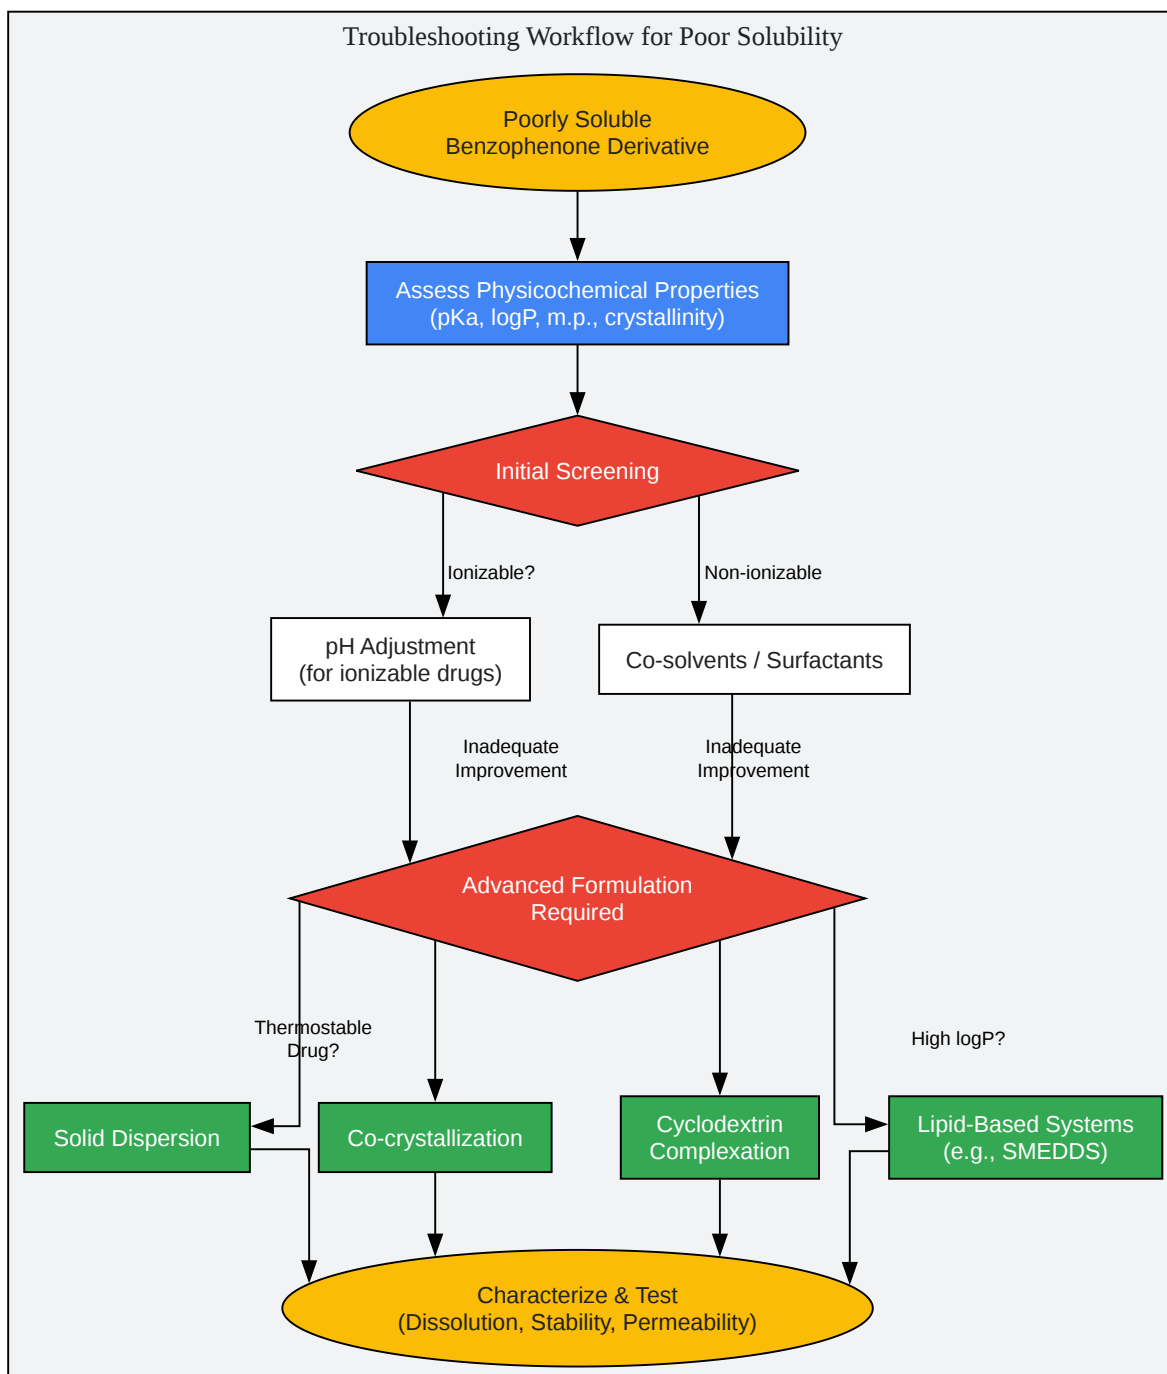 Troubleshooting Workflow for Poor Solubility
Poorly Soluble
Benzophenone Derivative
Assess Physicochemical Properties
(pKa, logP, m.p., crystallinity)
Initial Screening
Ionizable?
Non-ionizable
pH Adjustment
(for ionizable drugs)
Co-solvents / Surfactants
Inadequate
Improvement
Inadequate
Improvement
Advanced Formulation
Required
Thermostable
Drug?
High logP?
Solid Dispersion
Co-crystallization
Cyclodextrin
Complexation
Lipid-Based Systems
(e.g., SMEDDS)
Characterize & Test
(Dissolution, Stability, Permeability)